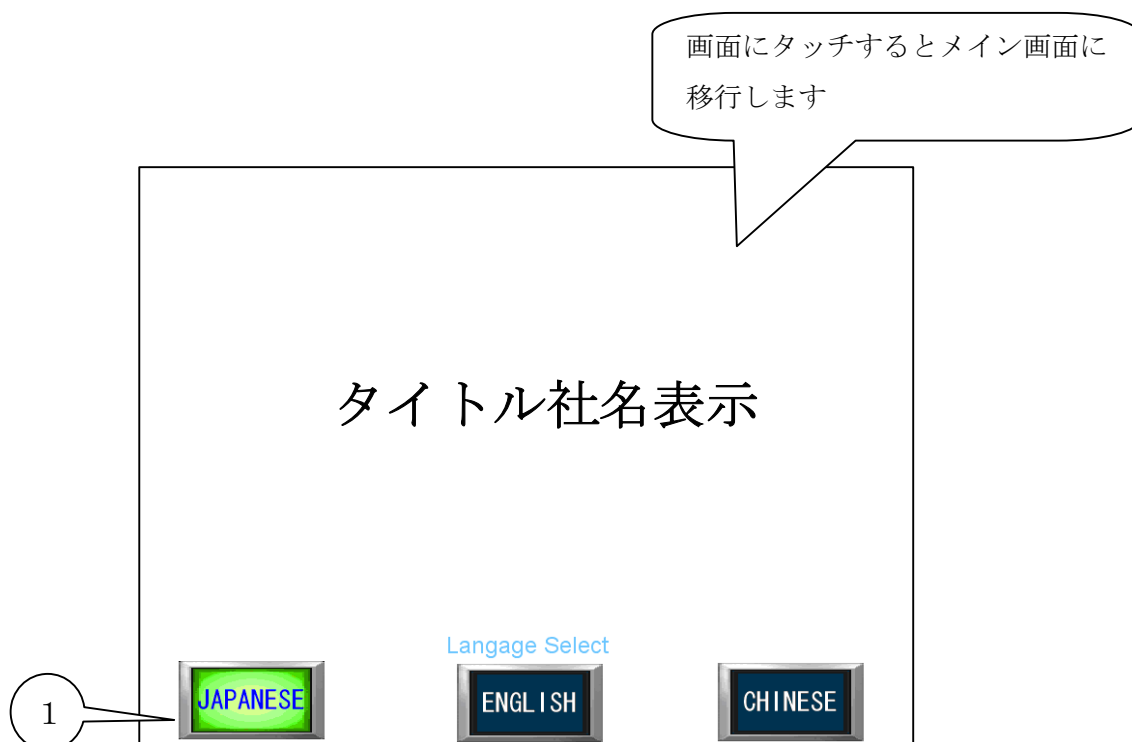 画面にタッチするとメイン画面に
移行します
タイトル社名表示
Langage Select
JAPANESE
ENGLISH
CHINESE
1